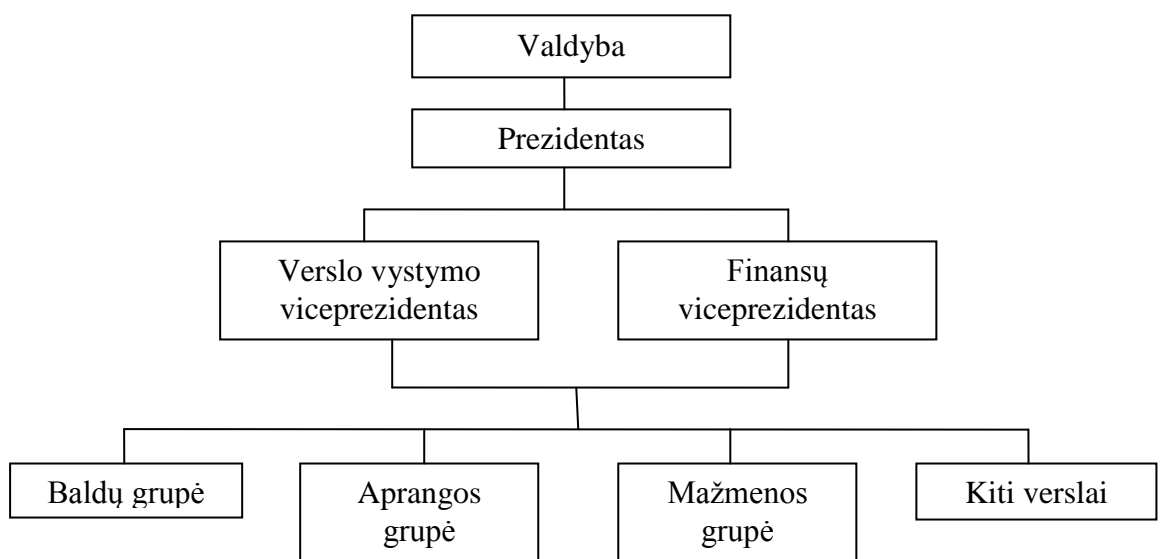 Valdyba
Prezidentas
Verslo vystymo
viceprezidentas
Finansų
viceprezidentas
Baldų grupė
Aprangos
grupė
Mažmenos
grupė
Kiti verslai